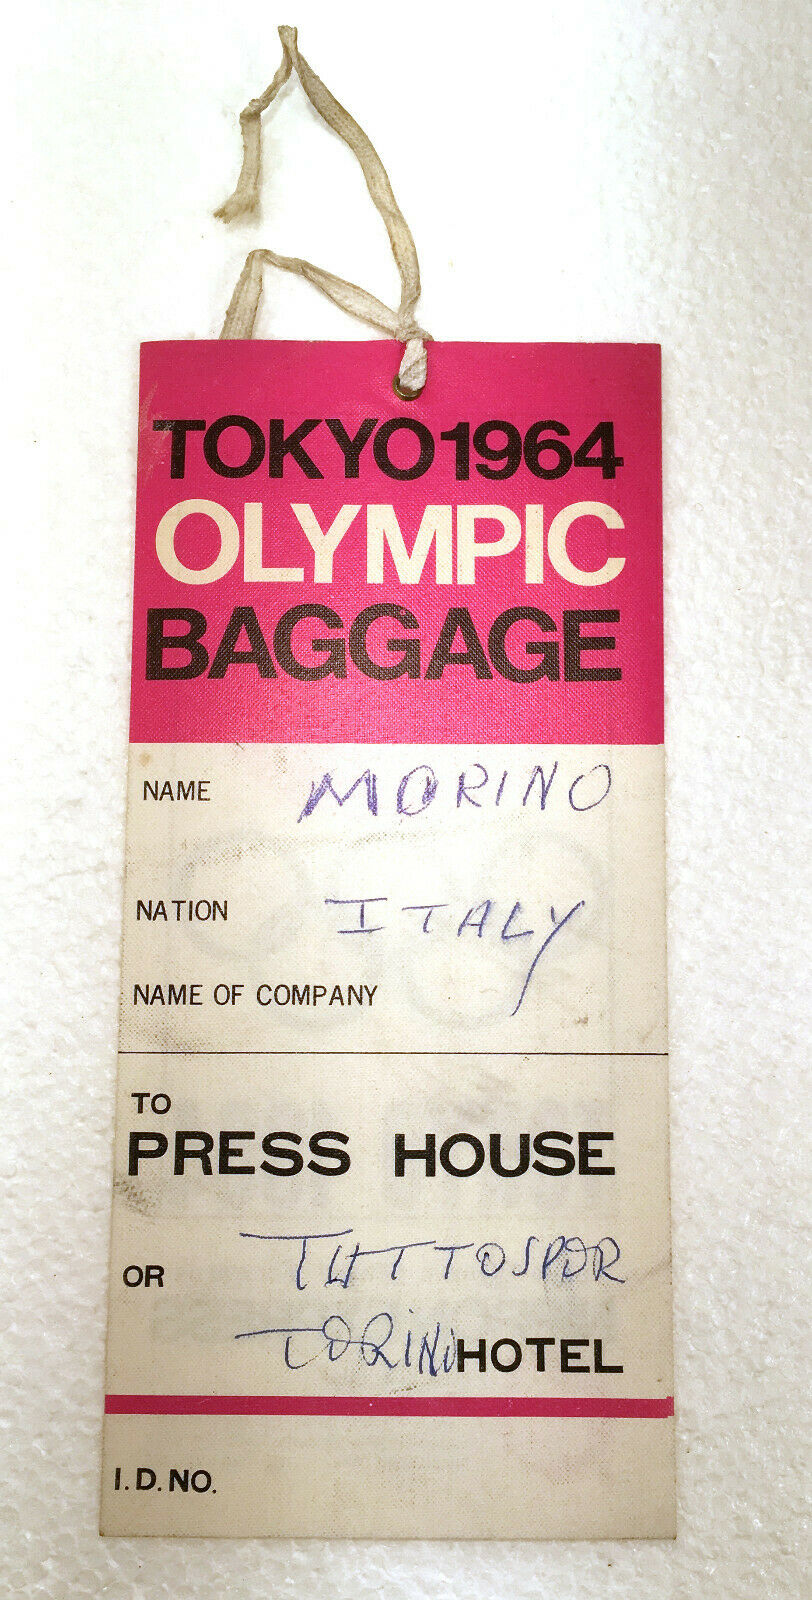 TOKYO 1964
OLYMPIC
BAGGAGE
NAME MORINO
NATION ITALY
NAME OF COMPANY
TO
PRESS HOUSE
OR TUTTOSPOR
TORINO HOTEL
I.D.NO.